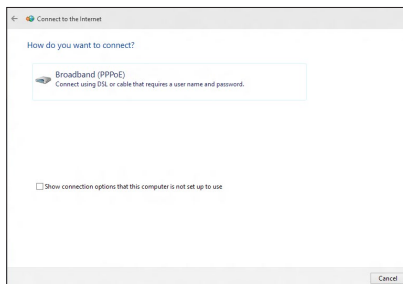 Connect to the Internet
How do you want to connect?
Broadband (PPPoE)
Connect using DSL or cable that requires a user name and password.
Show connection options that this computer is not set up to use
Cancel